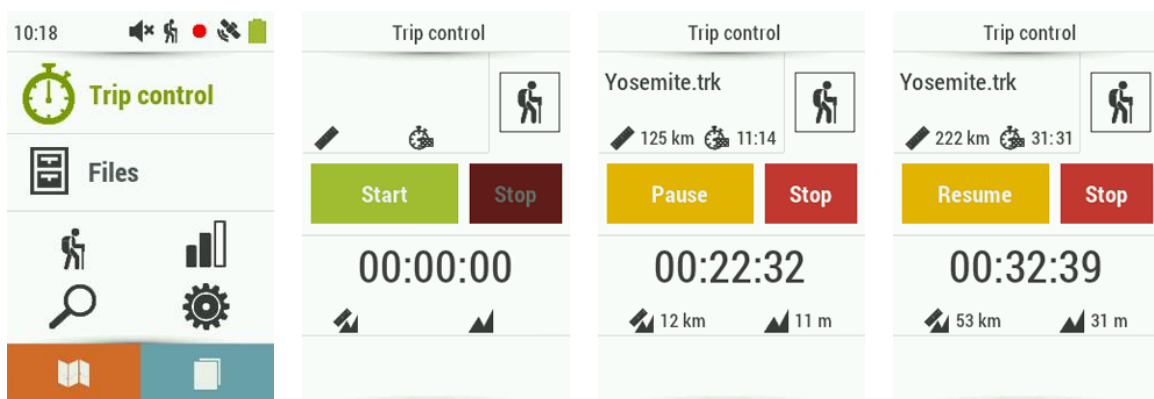 10:18
Trip control
Files
Trip control
Start
Stop
00:00:00
Trip control
Yosemite.trk
125 km 11:14
Pause
Stop
00:22:32
12 km 11 m
Trip control
Yosemite.trk
222 km 31:31
Resume
Stop
00:32:39
53 km 31 m